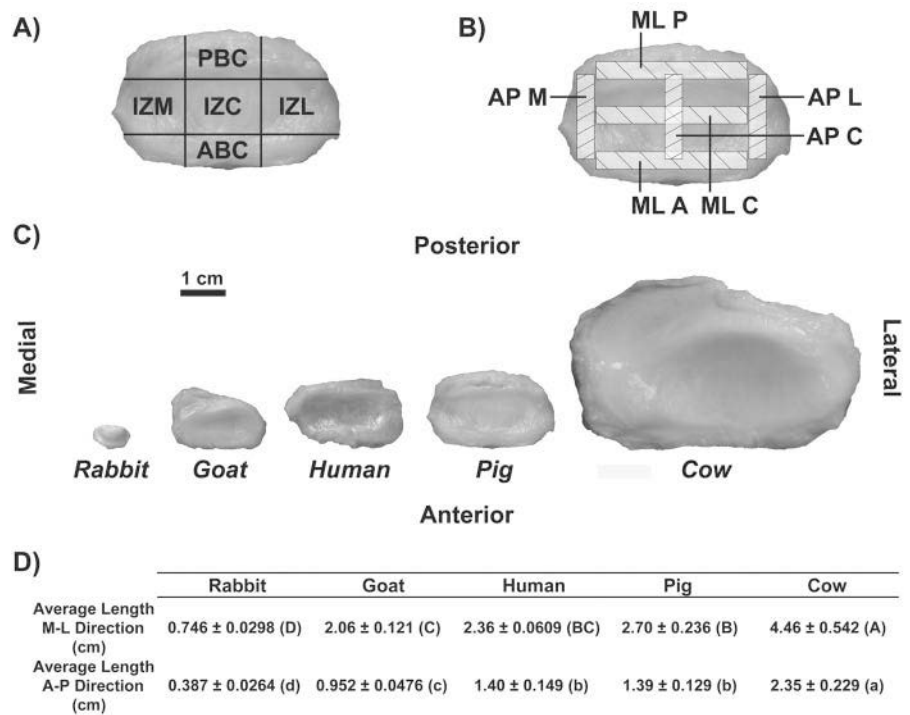 A)
PBC
IZM IZC IZL
ABC
B)
ML P
AP M
AP L
AP C
ML A ML C
C)
Posterior
1 cm
Medial
Lateral
Rabbit Goat Human Pig Cow
Anterior
D)
Rabbit Goat Human Pig Cow
Average Length
M-L Direction
(cm)
0.746 ± 0.0298 (D) 2.06 ± 0.121 (C) 2.36 ± 0.0609 (BC) 2.70 ± 0.236 (B) 4.46 ± 0.542 (A)
Average Length
A-P Direction
(cm)
0.387 ± 0.0264 (d) 0.952 ± 0.0476 (c) 1.40 ± 0.149 (b) 1.39 ± 0.129 (b) 2.35 ± 0.229 (a)